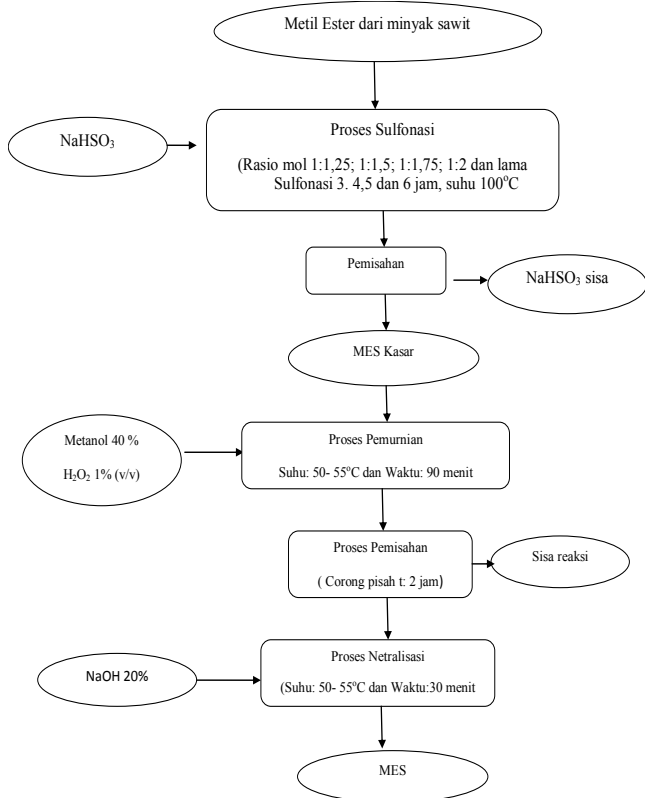 Metil Ester dari minyak sawit
NaHSO₃
Proses Sulfonasi
(Rasio mol 1:1,25; 1:1,5; 1:1,75; 1:2 dan lama
Sulfonasi 3. 4,5 dan 6 jam, suhu 100°C
Pemisahan
NaHSO₃ sisa
MES Kasar
Metanol 40 %
H₂O₂ 1% (v/v)
Proses Pemurnian
Suhu: 50- 55°C dan Waktu: 90 menit
Proses Pemisahan
( Corong pisah t: 2 jam)
Sisa reaksi
Proses Netralisasi
(Suhu: 50- 55°C dan Waktu:30 menit
NaOH 20%
MES